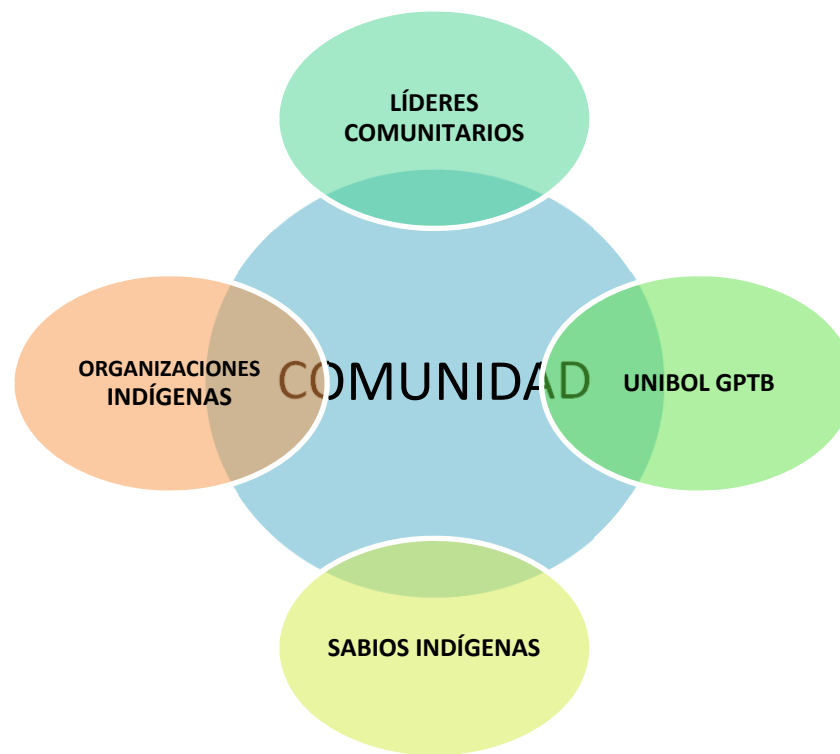 LÍDERES
COMUNITARIOS
ORGANIZACIONES
INDÍGENAS
COMUNIDAD
UNIBOL GPTB
SABIOS INDÍGENAS